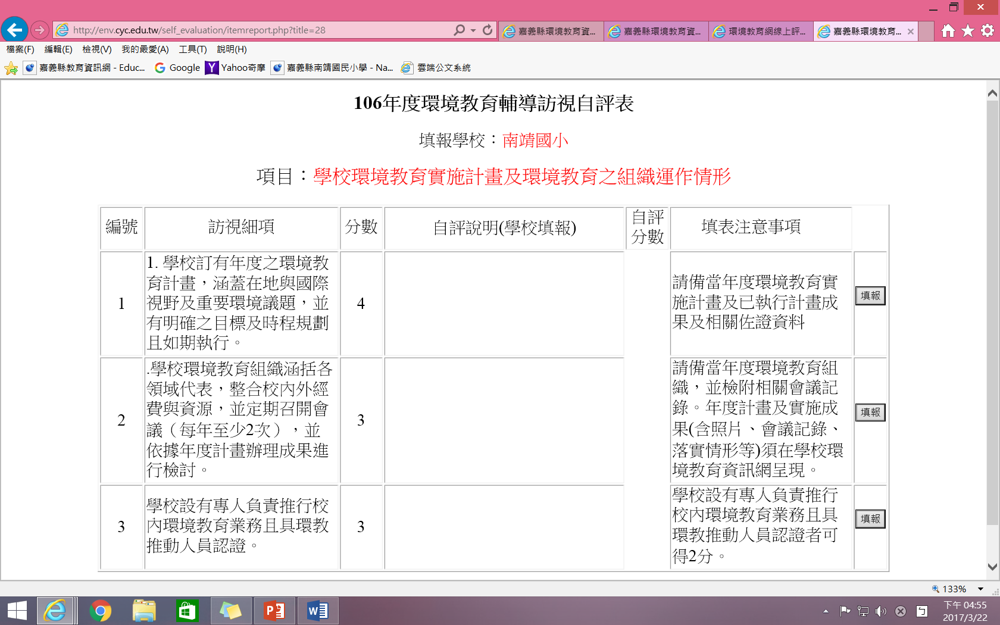 http://env.cyc.edu.tw/self_evaluation/itemreport.php?title=28
嘉義縣環境教育資...
嘉義縣環境教育資...
環境教育網線上評...
嘉義縣環境教育...
檔案(F) 編輯(E) 檢視(V) 我的最愛(A) 工具(T) 說明(H)
嘉義縣教育資訊網 - Educ... Google Yahoo奇摩 嘉義縣南靖國民小學 - Na... 雲端公文系統
106年度環境教育輔導訪視自評表
填報學校：南靖國小
項目：學校環境教育實施計畫及環境教育之組織運作情形
編號
訪視細項
分數
自評說明(學校填報)
自評
分數
填表注意事項
1
1. 學校訂有年度之環境教
育計畫，涵蓋在地與國際
視野及重要環境議題，並
有明確之目標及時程規劃
且如期執行。
4
請備當年度環境教育實
施計畫及已執行計畫成
果及相關佐證資料
填報
2
.學校環境教育組織涵括各
領域代表，整合校內外經
費與資源，並定期召開會
議（每年至少2次），並
依據年度計畫辦理成果進
行檢討。
3
請備當年度環境教育組
織，並檢附相關會議記
錄。年度計畫及實施成
果(含照片、會議記錄、
落實情形等)須在學校環
境教育資訊網呈現。
填報
3
學校設有專人負責推行校
內環境教育業務且具環教
推動人員認證。
3
學校設有專人負責推行
校內環境教育業務且具
環教推動人員認證者可
得2分。
填報
133%
下午 04:55
2017/3/22